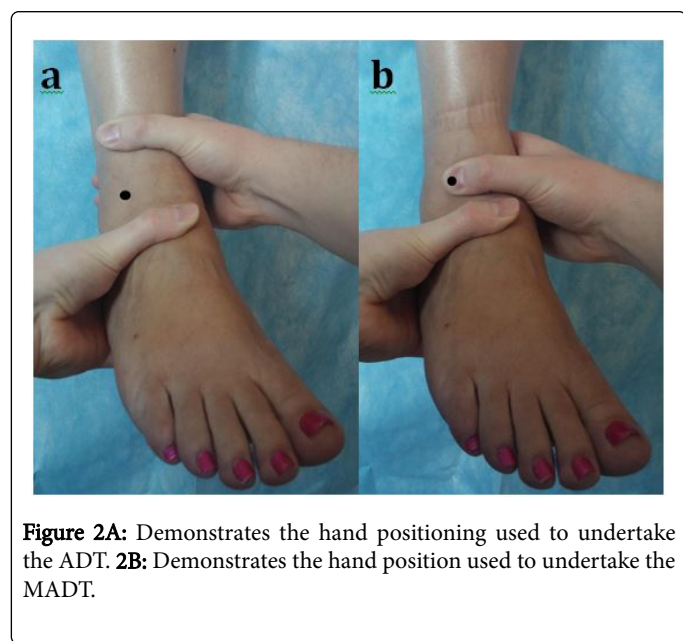 a
b
Figure 2A: Demonstrates the hand positioning used to undertake
the ADT. 2B: Demonstrates the hand position used to undertake the
MADT.